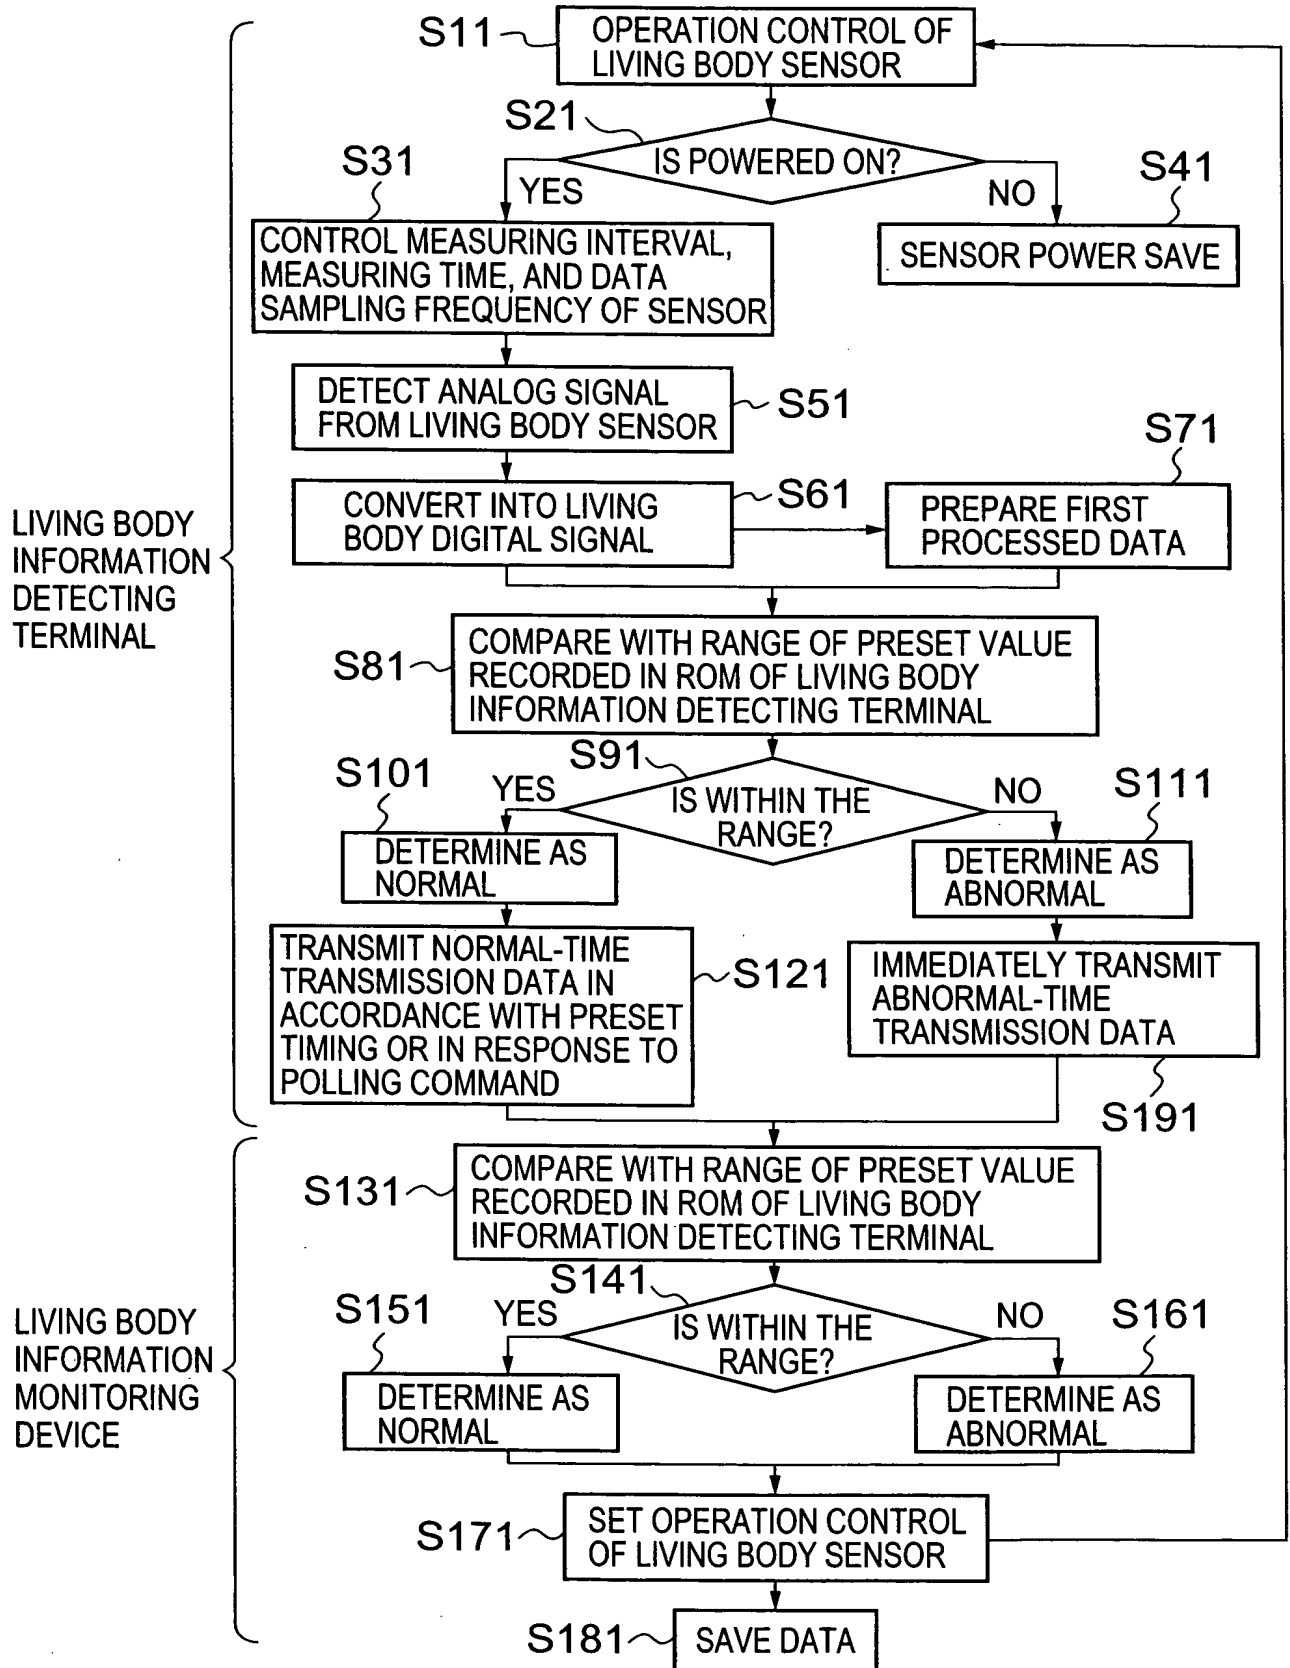 S11
OPERATION CONTROL OF
LIVING BODY SENSOR
S21
IS POWERED ON?
YES
NO
S31
CONTROL MEASURING INTERVAL,
MEASURING TIME, AND DATA
SAMPLING FREQUENCY OF SENSOR
S41
SENSOR POWER SAVE
DETECT ANALOG SIGNAL
FROM LIVING BODY SENSOR
S51
CONVERT INTO LIVING
BODY DIGITAL SIGNAL
S61
S71
PREPARE FIRST
PROCESSED DATA
LIVING BODY
INFORMATION
DETECTING
TERMINAL
S81
COMPARE WITH RANGE OF PRESET VALUE
RECORDED IN ROM OF LIVING BODY
INFORMATION DETECTING TERMINAL
S91
IS WITHIN THE
RANGE?
YES
NO
S101
DETERMINE AS
NORMAL
S111
DETERMINE AS
ABNORMAL
TRANSMIT NORMAL-TIME
TRANSMISSION DATA IN
ACCORDANCE WITH PRESET
TIMING OR IN RESPONSE TO
POLLING COMMAND
S121
IMMEDIATELY TRANSMIT
ABNORMAL-TIME
TRANSMISSION DATA
S191
S131
COMPARE WITH RANGE OF PRESET VALUE
RECORDED IN ROM OF LIVING BODY
INFORMATION DETECTING TERMINAL
S141
IS WITHIN THE
RANGE?
YES
NO
S151
DETERMINE AS
NORMAL
S161
DETERMINE AS
ABNORMAL
LIVING BODY
INFORMATION
MONITORING
DEVICE
S171
SET OPERATION CONTROL
OF LIVING BODY SENSOR
S181
SAVE DATA